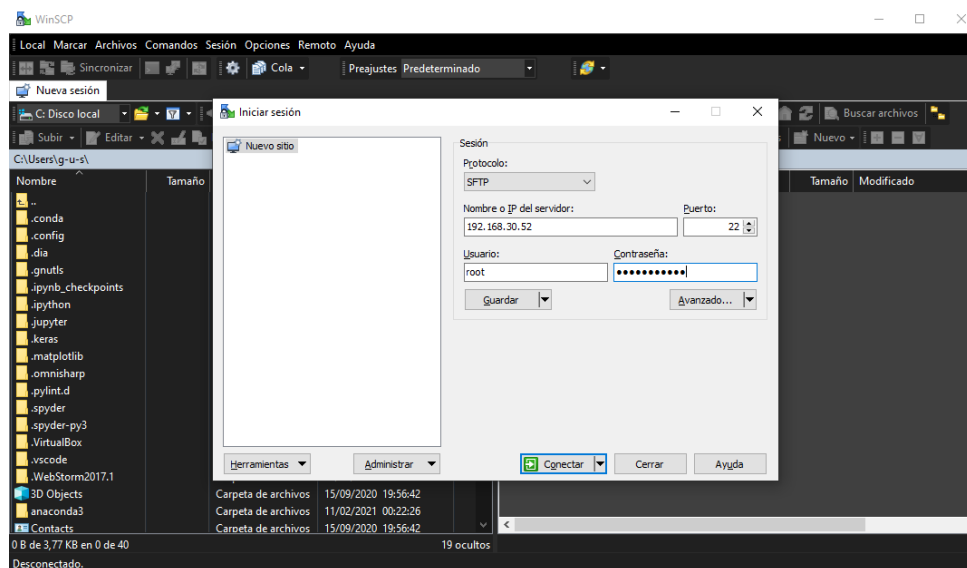 WinSCP
Local Marcar Archivos Comandos Sesión Opciones Remoto Ayuda
Sincronizar Cola Preajustes Predeterminado
Nueva sesión
C: Disco local Buscar archivos
Subir Editar Nuevo
C:\Users\g-u-s\
Nombre Tamaño Tamaño Modificado
..
.conda
.config
.dia
.gnutls
.ipynb_checkpoints
.ipython
.jupyter
.keras
.matplotlib
.omnisharp
.pylint.d
.spyder
.spyder-py3
.VirtualBox
.vscode
.WebStorm2017.1
3D Objects Carpeta de archivos 15/09/2020 19:56:42
anaconda3 Carpeta de archivos 11/02/2021 00:22:26
Contacts Carpeta de archivos 15/09/2020 19:56:42
0 B de 3,77 KB en 0 de 40 19 ocultos
Desconectado.
Iniciar sesión
Nuevo sitio
Sesión
Protocolo:
SFTP
Nombre o IP del servidor: Puerto:
192.168.30.52 22
Usuario: Contraseña:
root •••••••••••
Guardar Avanzado...
Herramientas Administrar Conectar Cerrar Ayuda